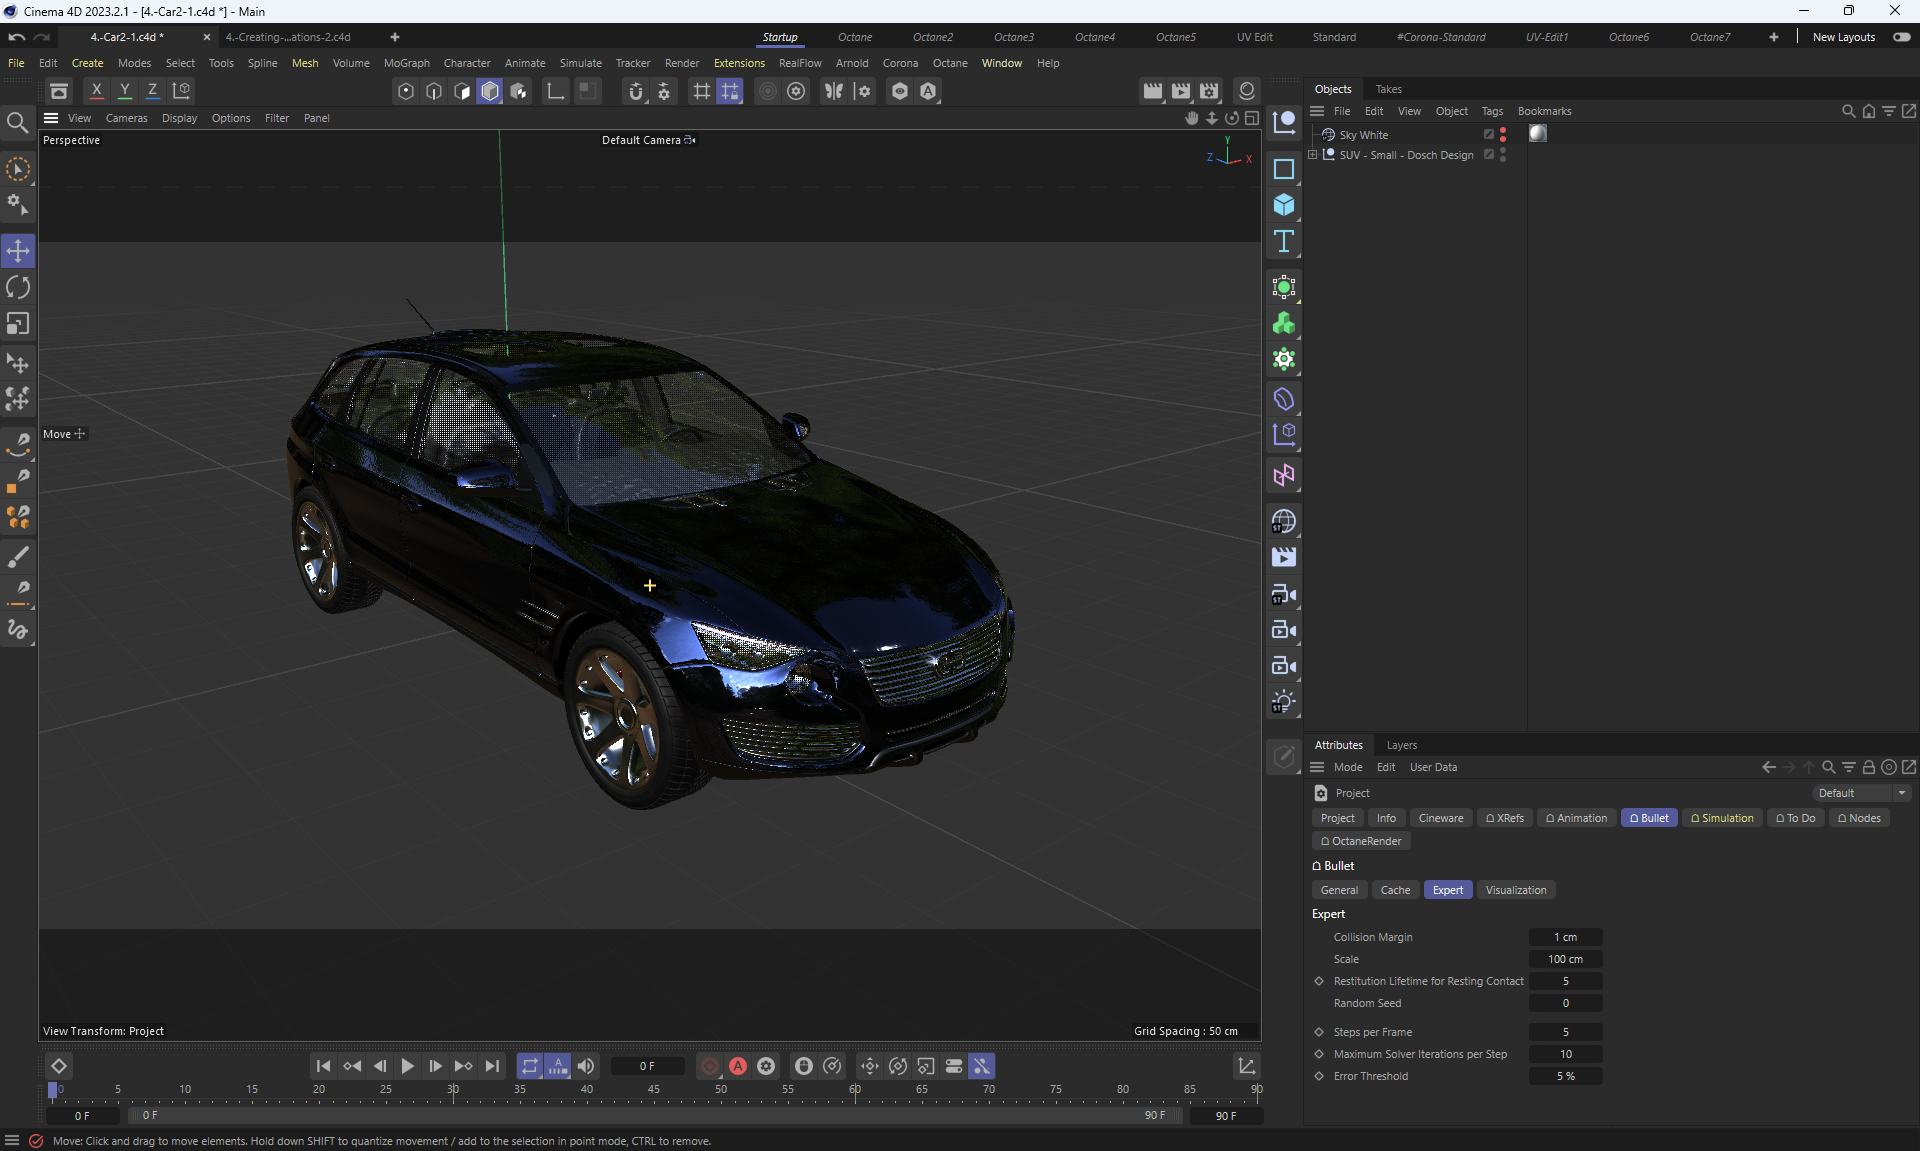 Cinema 4D 2023.2.1 - [4.-Car2-1.c4d *] - Main
4.-Car2-1.c4d * 4.-Creating-...ations-2.c4d
Startup Octane Octane2 Octane3 Octane4 Octane5 UV Edit Standard #Corona-Standard UV-Edit1 Octane6 Octane7 New Layouts
File Edit Create Modes Select Tools Spline Mesh Volume MoGraph Character Animate Simulate Tracker Render Extensions RealFlow Arnold Corona Octane Window Help
X Y Z
Objects Takes
File Edit View Object Tags Bookmarks
View Cameras Display Options Filter Panel
Perspective
Default Camera
Y
Z X
Sky White
SUV - Small - Dosch Design
Move
ST
ST
ST
View Transform: Project
Grid Spacing : 50 cm
Attributes Layers
Mode Edit User Data
Project
Default
Project Info Cineware XRefs Animation Bullet Simulation To Do Nodes
OctaneRender
Bullet
General Cache Expert Visualization
Expert
Collision Margin 1 cm
Scale 100 cm
Restitution Lifetime for Resting Contact 5
Random Seed 0
Steps per Frame 5
Maximum Solver Iterations per Step 10
Error Threshold 5 %
A
0 F
A
0 5 10 15 20 25 30 35 40 45 50 55 60 65 70 75 80 85 90
0 F 0 F 90 F 90 F
Move: Click and drag to move elements. Hold down SHIFT to quantize movement / add to the selection in point mode, CTRL to remove.